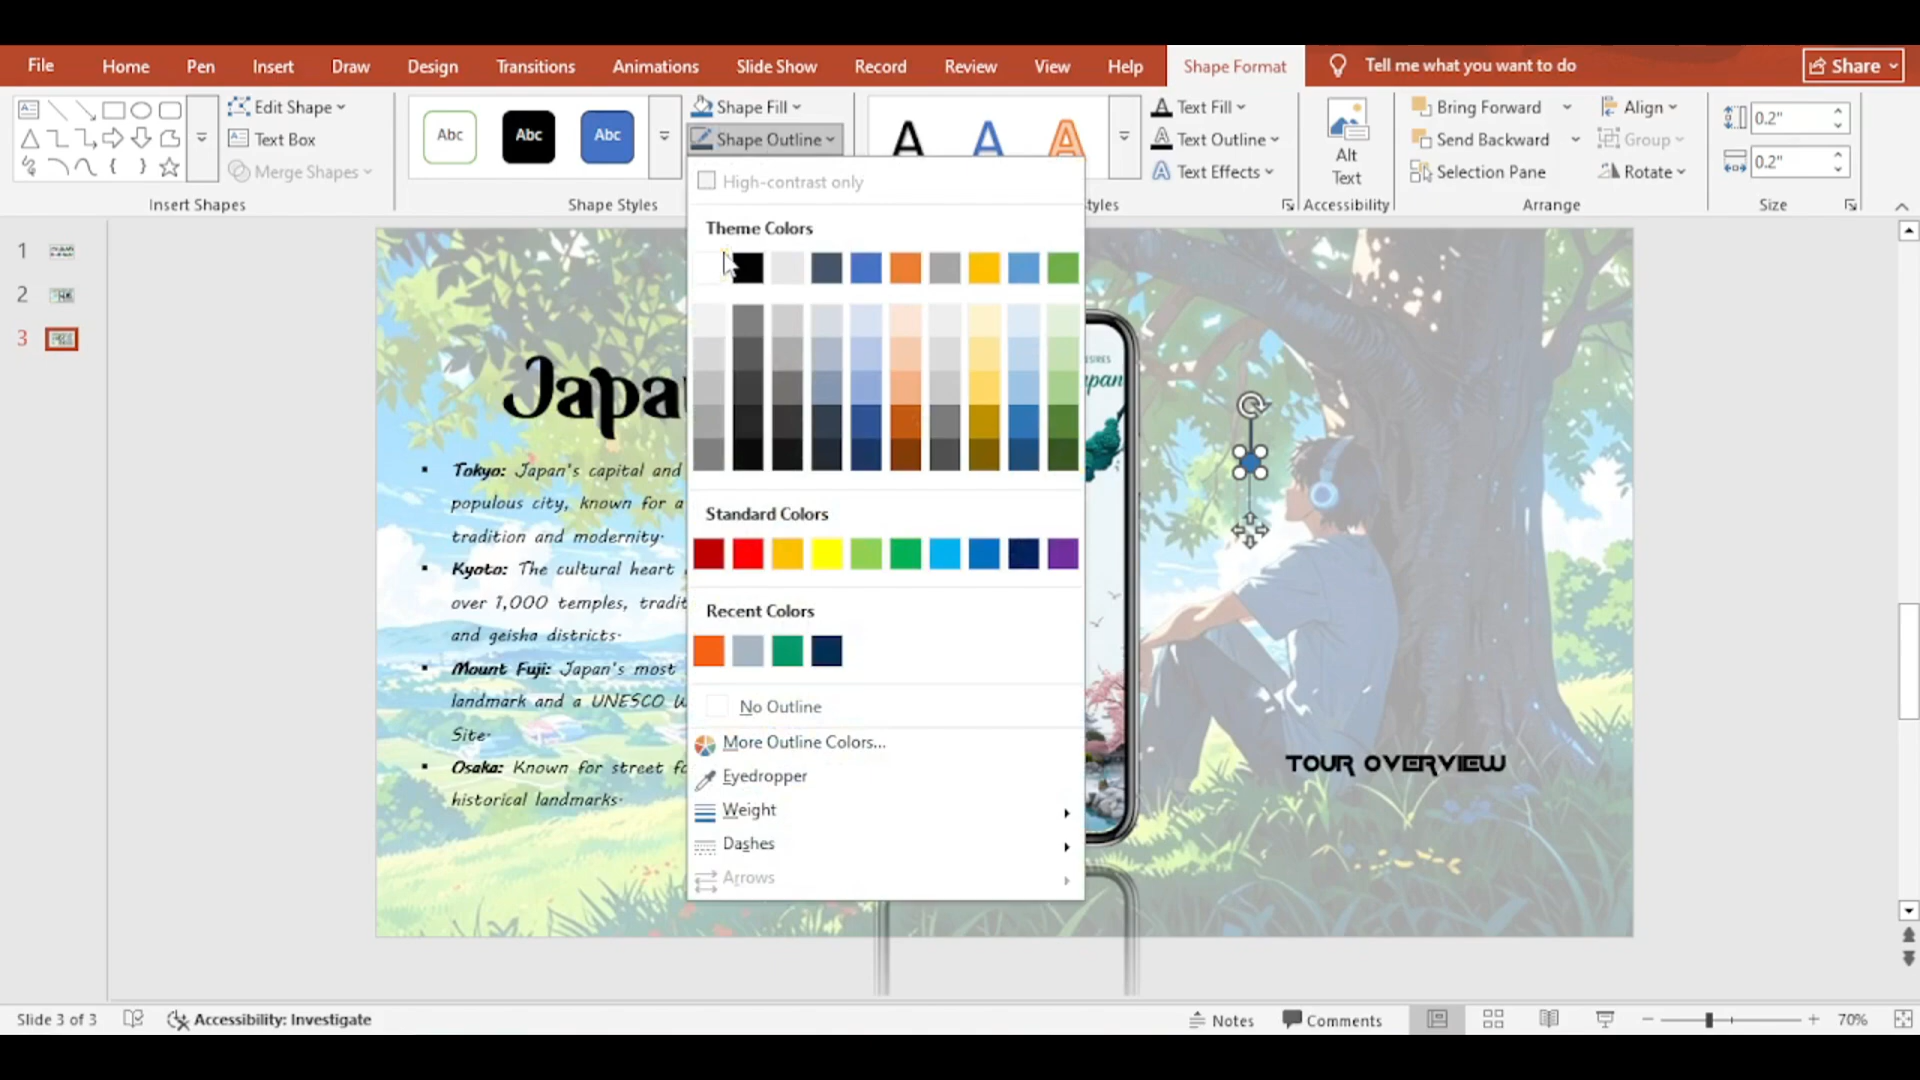 File Home Pen Insert Draw Design Transitions Animations Slide Show Record Review View Help Shape Format Tell me what you want to do Share
Edit Shape
Text Box
Merge Shapes
Insert Shapes
Abc Abc Abc
Shape Styles
Shape Fill
Shape Outline
A A A
tyles
Text Fill
Text Outline
Text Effects
Alt
Text
Accessibility
Bring Forward
Send Backward
Selection Pane
Align
Group
Rotate
Arrange
0.2"
0.2"
Size
High-contrast only
Theme Colors
Standard Colors
Recent Colors
No Outline
More Outline Colors...
Eyedropper
Weight
Dashes
Arrows
1
2
3
Japa
▪ Tokyo: Japan's capital and
populous city, known for a
tradition and modernity.
▪ Kyoto: The cultural heart
over 1,000 temples, tradit
and geisha districts.
▪ Mount Fuji: Japan's most
landmark and a UNESCO W
Site.
▪ Osaka: Known for street fo
historical landmarks.
SIRES
apan
TOUR OVERVIEW
Slide 3 of 3 Accessibility: Investigate Notes Comments 70%